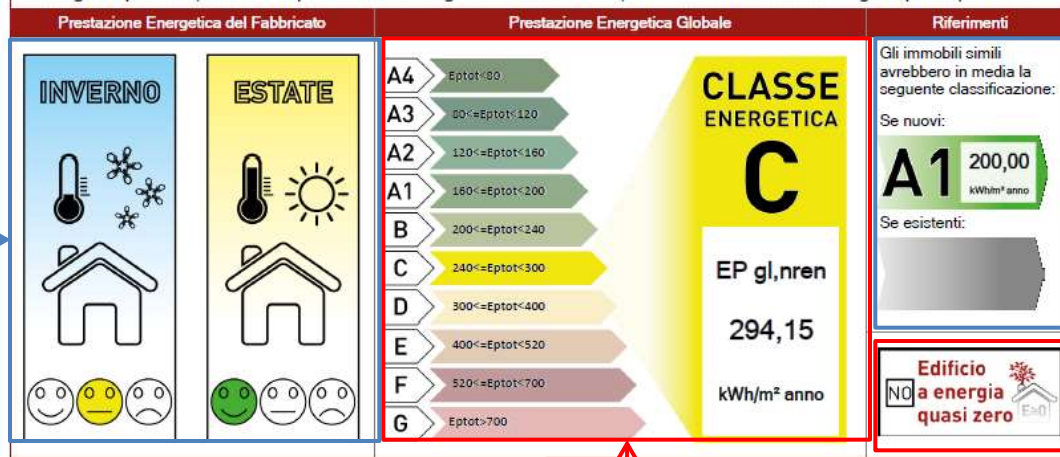 Prestazione Energetica del Fabbricato
Prestazione Energetica Globale
Riferimenti
INVERNO
ESTATE
A4 Eptot<80
A3 80<=Eptot<120
A2 120<=Eptot<160
A1 160<=Eptot<200
B 200<=Eptot<240
C 240<=Eptot<300
D 300<=Eptot<400
E 400<=Eptot<520
F 520<=Eptot<700
G Eptot>700
CLASSE
ENERGETICA
C
EP gl,nren
294,15
kWh/m² anno
Gli immobili simili
avrebbero in media la
seguente classificazione:
Se nuovi:
A1 200,00
kWh/m² anno
Se esistenti:
Edificio
NO a energia
quasi zero